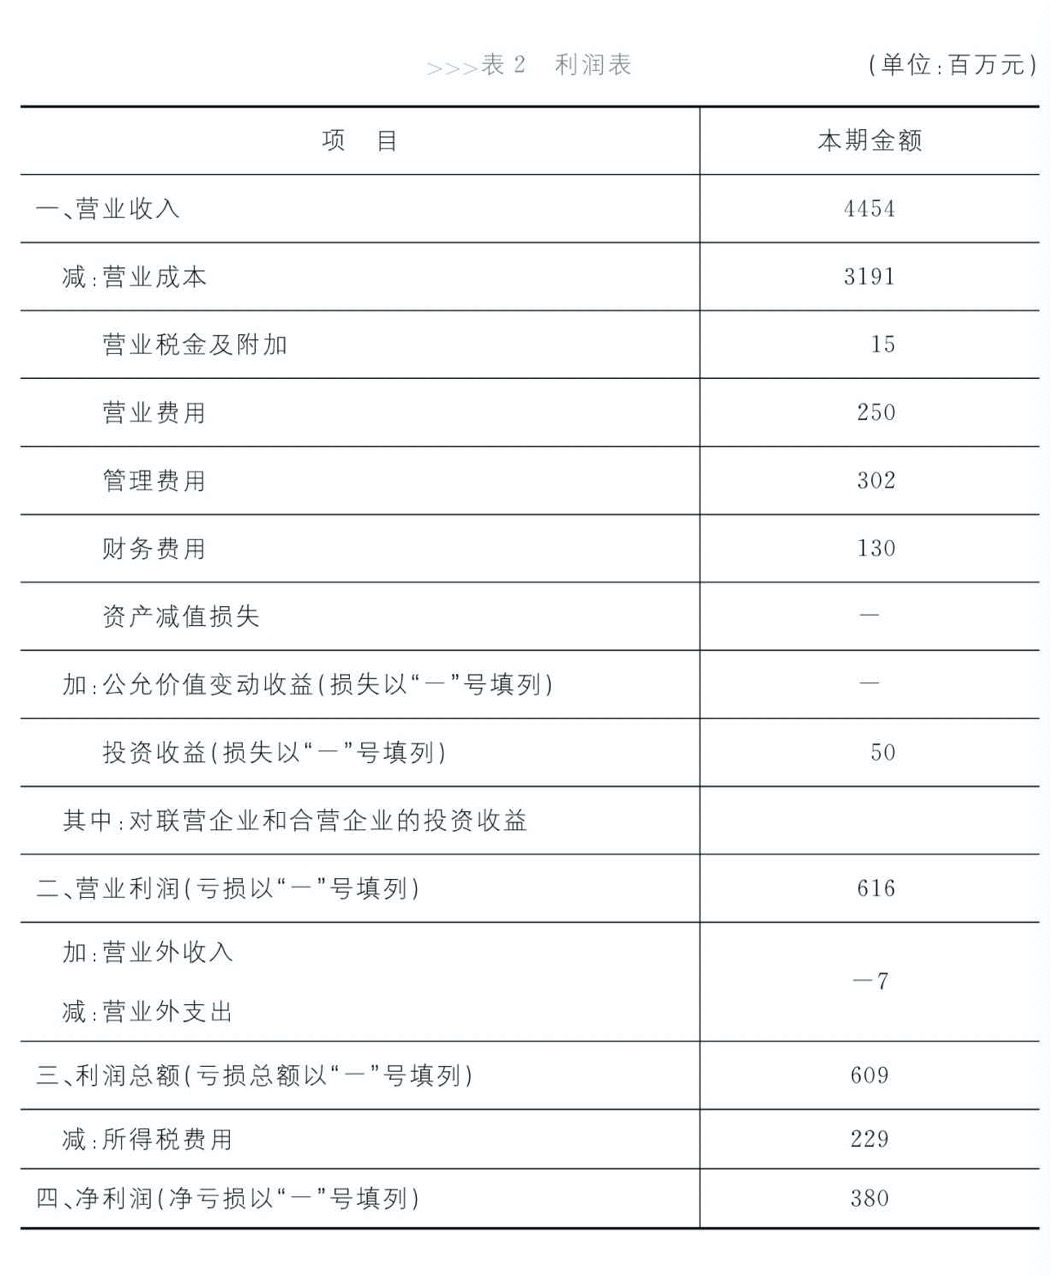 >>>表2 利润表 (单位:百万元)
项 目 本期金额
一、营业收入 4454
减:营业成本 3191
营业税金及附加 15
营业费用 250
管理费用 302
财务费用 130
资产减值损失 —
加:公允价值变动收益(损失以“—”号填列) —
投资收益(损失以“—”号填列) 50
其中:对联营企业和合营企业的投资收益
二、营业利润(亏损以“—”号填列) 616
加:营业外收入
减:营业外支出
—7
三、利润总额(亏损总额以“—”号填列) 609
减:所得税费用 229
四、净利润(净亏损以“—”号填列) 380